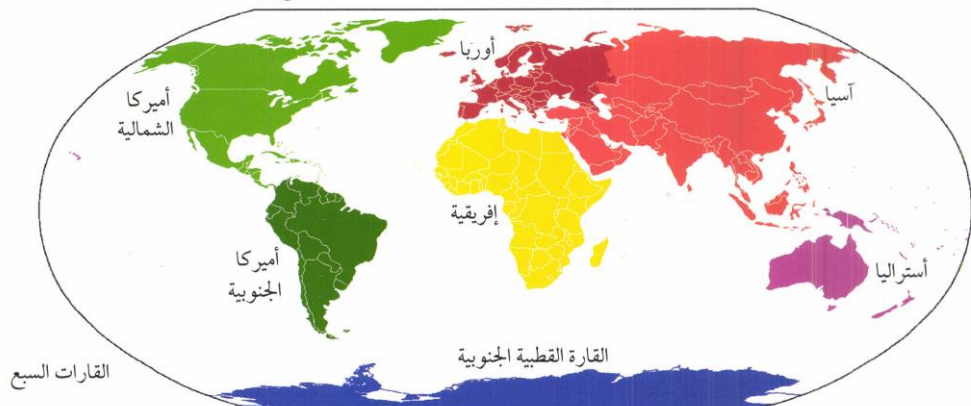 أوربا
آسيا
أميركا
الشمالية
إفريقية
أميركا
الجنوبية
أستراليا
القارة القطبية الجنوبية
القارات السبع